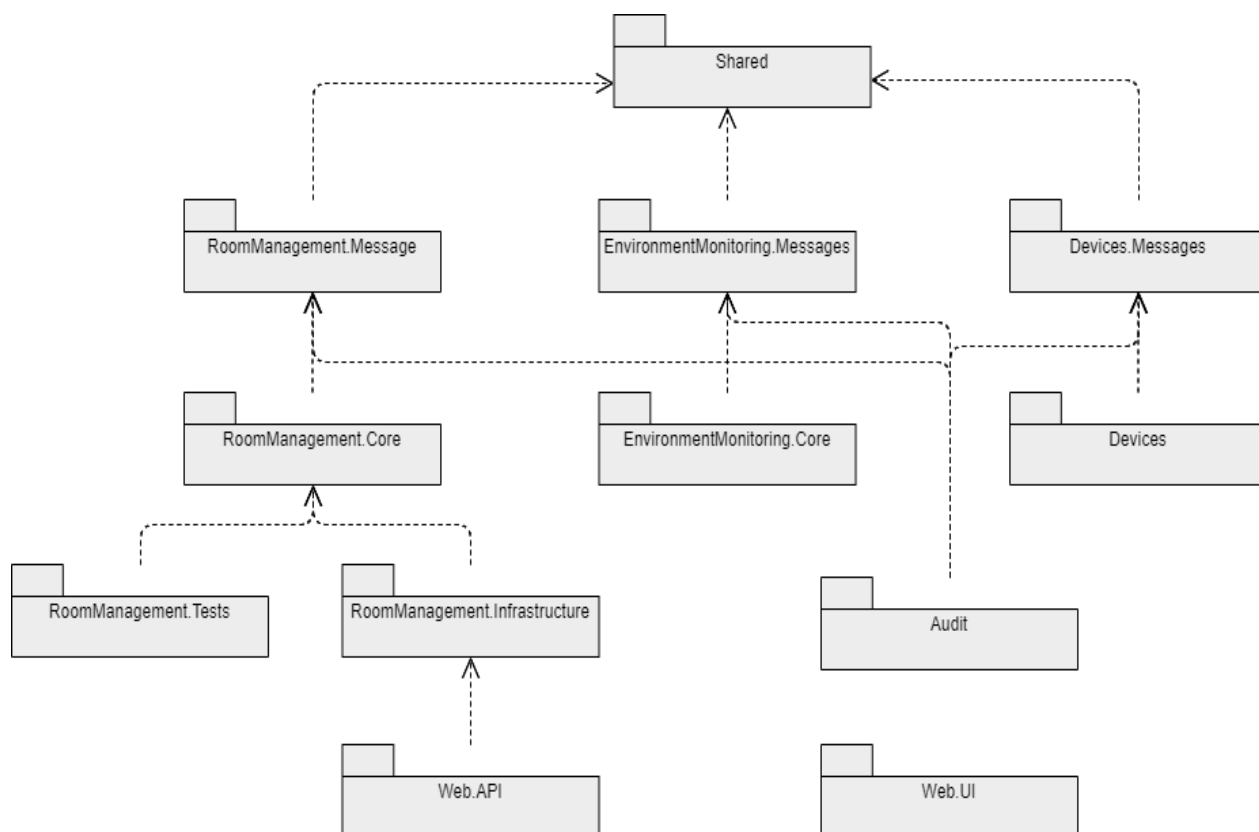 Shared
RoomManagement.Message
EnvironmentMonitoring.Messages
Devices.Messages
RoomManagement.Core
EnvironmentMonitoring.Core
Devices
RoomManagement.Tests
RoomManagement.Infrastructure
Audit
Web.API
Web.UI